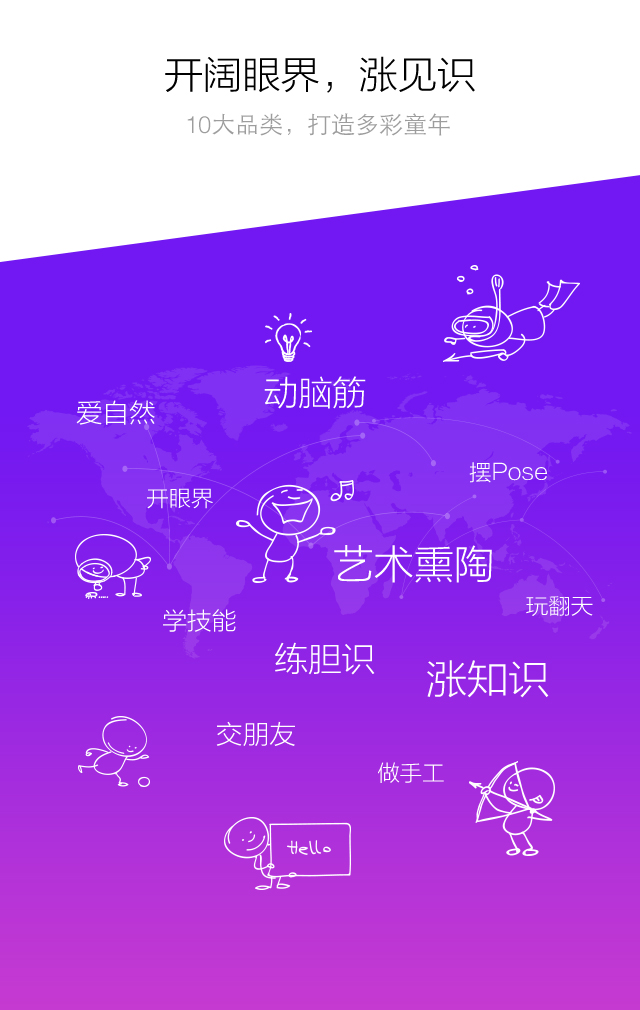 开阔眼界，涨见识
10大品类，打造多彩童年
动脑筋
爱自然
摆Pose
开眼界
艺术熏陶
玩翻天
学技能
练胆识
涨知识
交朋友
做手工
Hello